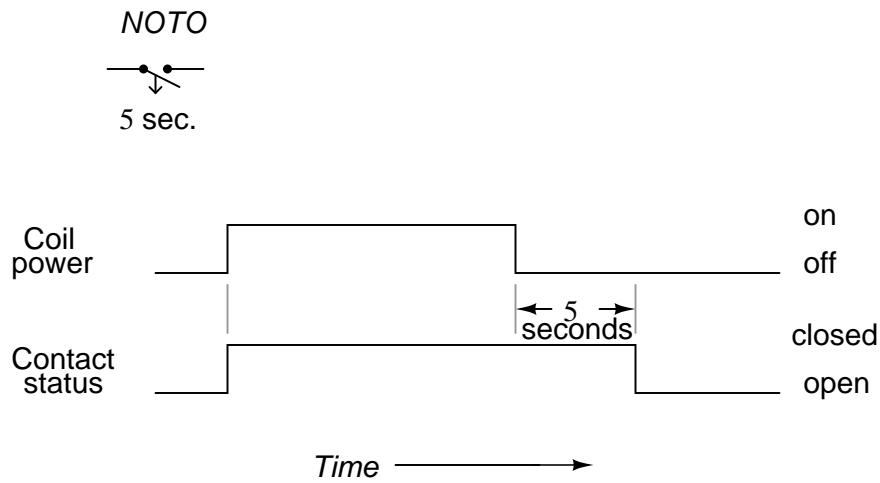 NOTO
5 sec.
Coil
power
on
off
5
seconds
Contact
status
closed
open
Time